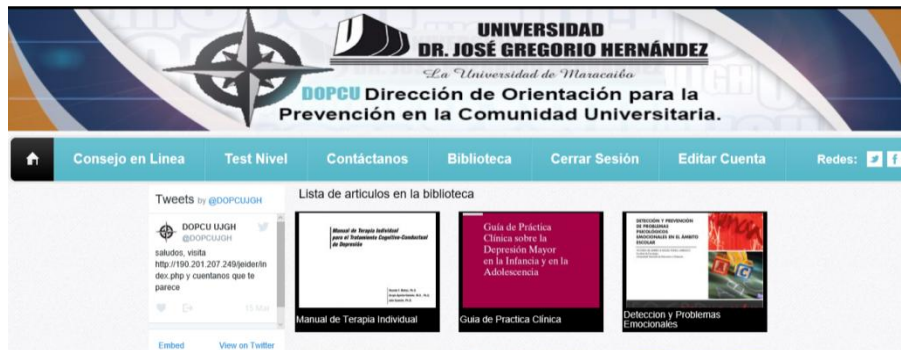 UNIVERSIDAD
DR. JOSÉ GREGORIO HERNÁNDEZ
La Universidad de Maracaibo
DOPCU Dirección de Orientación para la
Prevención en la Comunidad Universitaria.
Consejo en Linea Test Nivel Contáctanos Biblioteca Cerrar Sesión Editar Cuenta Redes:
Tweets by @DOPCUJGH
DOPCU UJGH
@DOPCUJGH
saludos, visita
http://190.201.207.249/jeider/in
dex.php y cuentanos que te
parece
15 Mar
Embed View on Twitter
Lista de articulos en la biblioteca
Manual de Terapia Individual
para el Tratamiento Cognitivo-Conductual
de Depresión
Manual de Terapia Individual
Guía de Práctica
Clínica sobre la
Depresión Mayor
en la Infancia y en la
Adolescencia
Guia de Practica Clínica
DETECCIÓN Y PREVENCIÓN
DE PROBLEMAS
PSICOLÓGICOS
EMOCIONALES EN EL ÁMBITO
ESCOLAR
Deteccion y Problemas
Emocionales